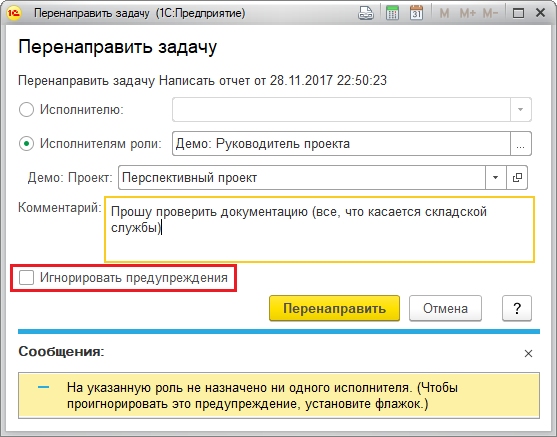 Перенаправить задачу (1С:Предприятие)
31
M M+ M-
Перенаправить задачу
Перенаправить задачу Написать отчет от 28.11.2017 22:50:23
Исполнителю:
Исполнителям роли: Демо: Руководитель проекта ...
Демо: Проект: Перспективный проект
Комментарий: Прошу проверить документацию (все, что касается складской
службы)
Игнорировать предупреждения
Перенаправить Отмена ?
Сообщения:
На указанную роль не назначено ни одного исполнителя. (Чтобы
проигнорировать это предупреждение, установите флажок.)